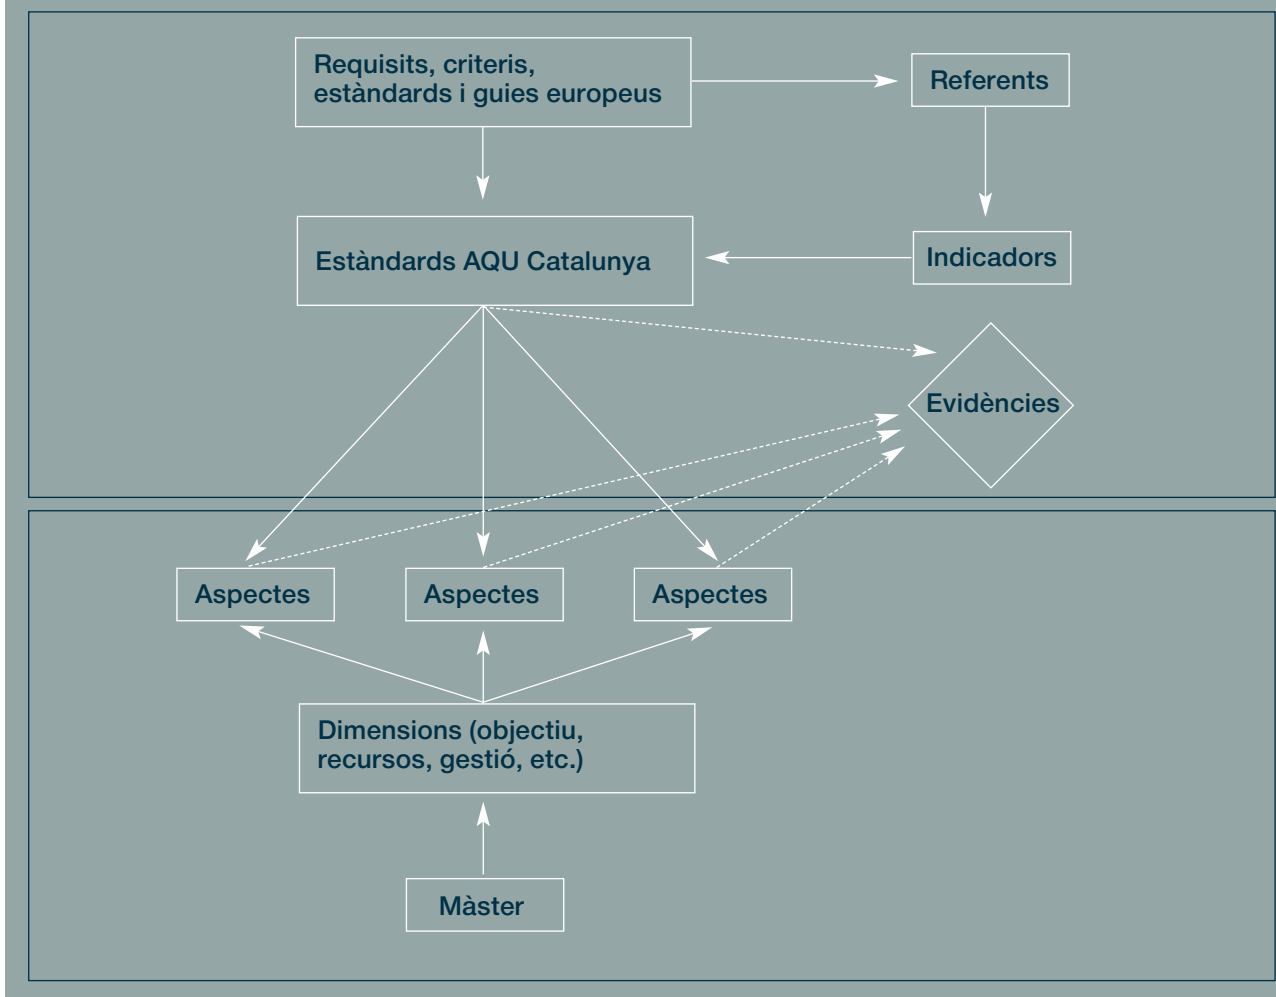 Requisits, criteris,
estàndards i guies europeus
Referents
Estàndards AQU Catalunya
Indicadors
Evidències
Aspectes
Aspectes
Aspectes
Dimensions (objectiu,
recursos, gestió, etc.)
Màster